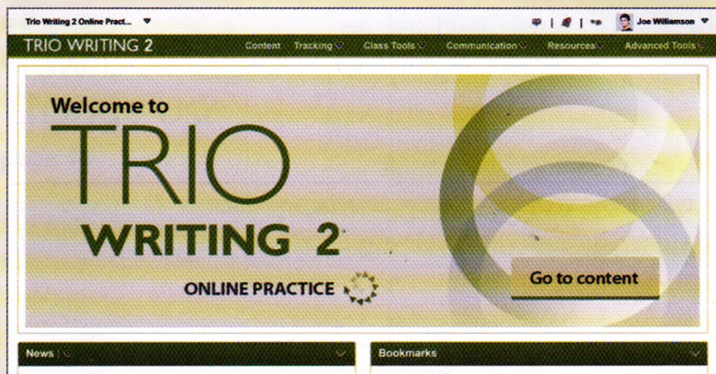 Trio Writing 2 Online Pract...
Joe Williamson
TRIO WRITING 2
Content Tracking Class Tools Communication Resources Advanced Tools
Welcome to
TRIO
WRITING 2
ONLINE PRACTICE
Go to content
News
Bookmarks